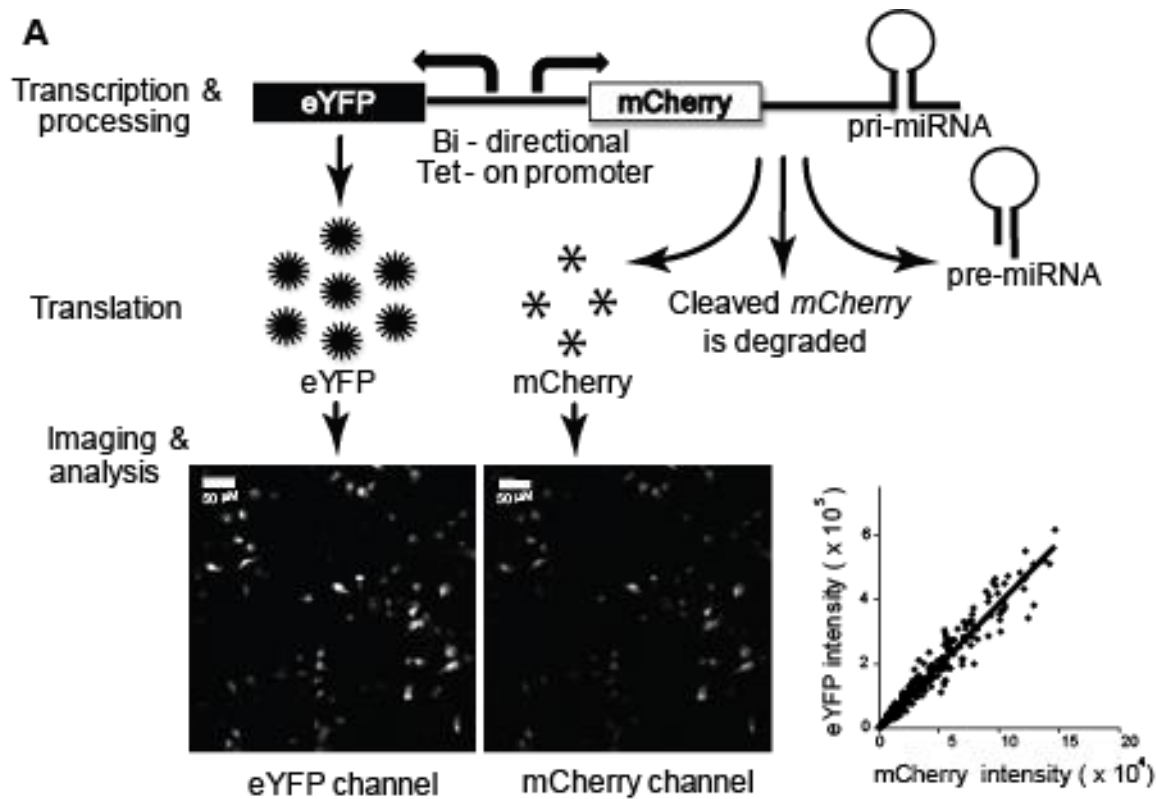 A
Transcription &
processing
eYFP
mCherry
Bi - directional
Tet - on promoter
pri-miRNA
pre-miRNA
Translation
eYFP
mCherry
Cleaved mCherry
is degraded
Imaging &
analysis
50 µM
50 µM
eYFP channel
mCherry channel
eYFP intensity ( x 10⁵)
6
4
2
0
0 5 10 15 20
mCherry intensity ( x 10⁴)